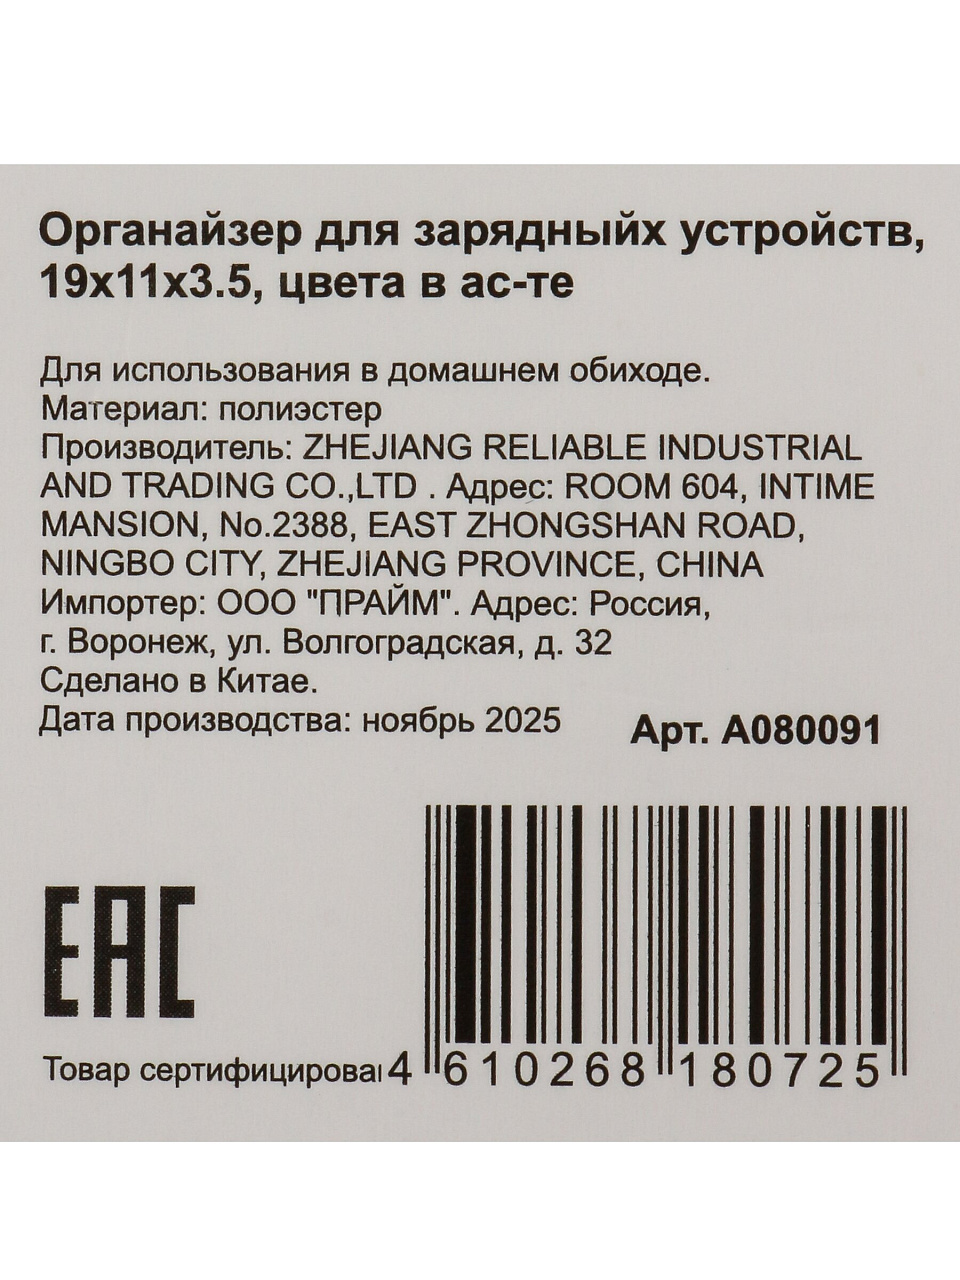 Органайзер для зарядныйх устройств,
19x11x3.5, цвета в ас-те
Для использования в домашнем обиходе.
Материал: полиэстер
Производитель: ZHEJIANG RELIABLE INDUSTRIAL
AND TRADING CO.,LTD . Адрес: ROOM 604, INTIME
MANSION, No.2388, EAST ZHONGSHAN ROAD,
NINGBO CITY, ZHEJIANG PROVINCE, CHINA
Импортер: ООО "ПРАЙМ". Адрес: Россия,
г. Воронеж, ул. Волгоградская, д. 32
Сделано в Китае.
Дата производства: ноябрь 2025
Арт. A080091
EAC
Товар сертифицирова
4 610268 180725